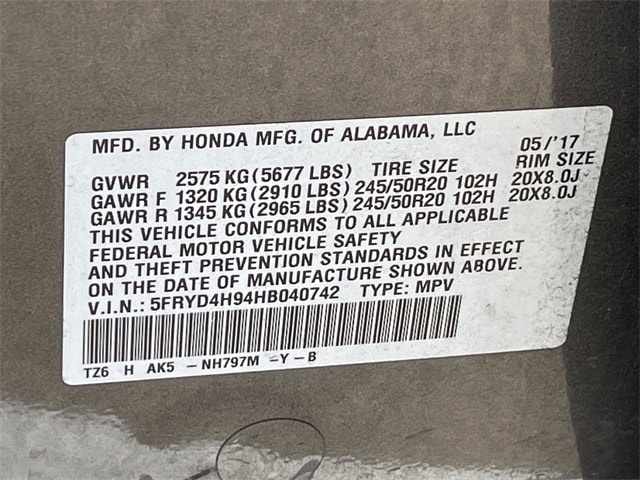 MFD. BY HONDA MFG. OF ALABAMA, LLC 05/'17
GVWR 2575 KG(5677 LBS) TIRE SIZE RIM SIZE
GAWR F 1320 KG(2910 LBS) 245/50R20 102H 20X8.0J
GAWR R 1345 KG(2965 LBS) 245/50R20 102H 20X8.0J
THIS VEHICLE CONFORMS TO ALL APPLICABLE
FEDERAL MOTOR VEHICLE SAFETY
AND THEFT PREVENTION STANDARDS IN EFFECT
ON THE DATE OF MANUFACTURE SHOWN ABOVE.
V.I.N.: 5FRYD4H94HB040742 TYPE: MPV
TZ6 H AK5 -NH797M -Y-B